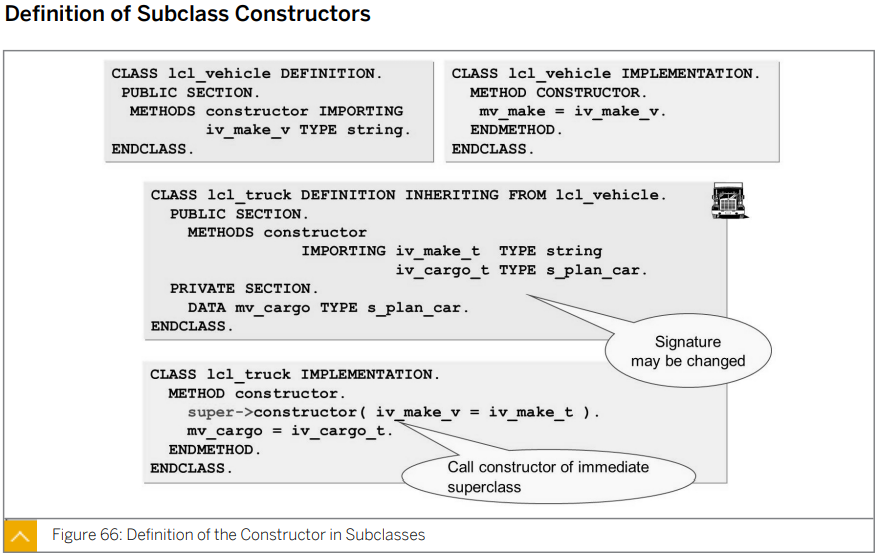 Definition of Subclass Constructors
CLASS lcl_vehicle DEFINITION.
PUBLIC SECTION.
METHODS constructor IMPORTING
iv_make_v TYPE string.
ENDCLASS.
CLASS lcl_vehicle IMPLEMENTATION.
METHOD CONSTRUCTOR.
mv_make = iv_make_v.
ENDMETHOD.
ENDCLASS.
CLASS lcl_truck DEFINITION INHERITING FROM lcl_vehicle.
PUBLIC SECTION.
METHODS constructor
IMPORTING iv_make_t TYPE string
iv_cargo_t TYPE s_plan_car.
PRIVATE SECTION.
DATA mv_cargo TYPE s_plan_car.
ENDCLASS.
Signature
may be changed
CLASS lcl_truck IMPLEMENTATION.
METHOD constructor.
super->constructor( iv_make_v = iv_make_t ).
mv_cargo = iv_cargo_t.
ENDMETHOD.
ENDCLASS.
Call constructor of immediate
superclass
Figure 66: Definition of the Constructor in Subclasses